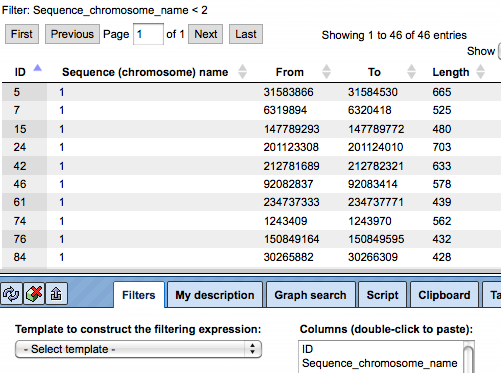 Filter: Sequence_chromosome_name < 2
First Previous Page 1 of 1 Next Last Showing 1 to 46 of 46 entries
Show
ID Sequence (chromosome) name From To Length
5 1 31583866 31584530 665
7 1 6319894 6320418 525
15 1 147789293 147789772 480
24 1 201123308 201124010 703
42 1 212781689 212782321 633
46 1 92082837 92083414 578
61 1 234737333 234737771 439
74 1 1243409 1243970 562
76 1 150849164 150849595 432
84 1 30265882 30266309 428
Filters My description Graph search Script Clipboard Ta
Template to construct the filtering expression: Columns (double-click to paste):
- Select template - ID
Sequence_chromosome_name